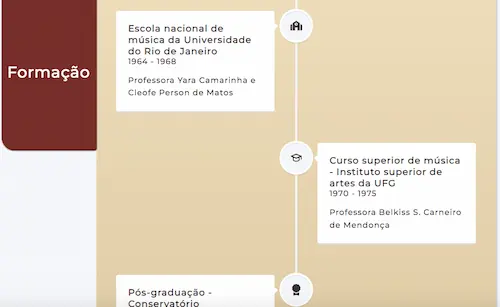 Formação
Escola nacional de
música da Universidade
do Rio de Janeiro
1964 - 1968
Professora Yara Camarinha e
Cleofe Person de Matos
Curso superior de música
- Instituto superior de
artes da UFG
1970 - 1975
Professora Belkiss S. Carneiro
de Mendonça
Pós-graduação -
Conservatório